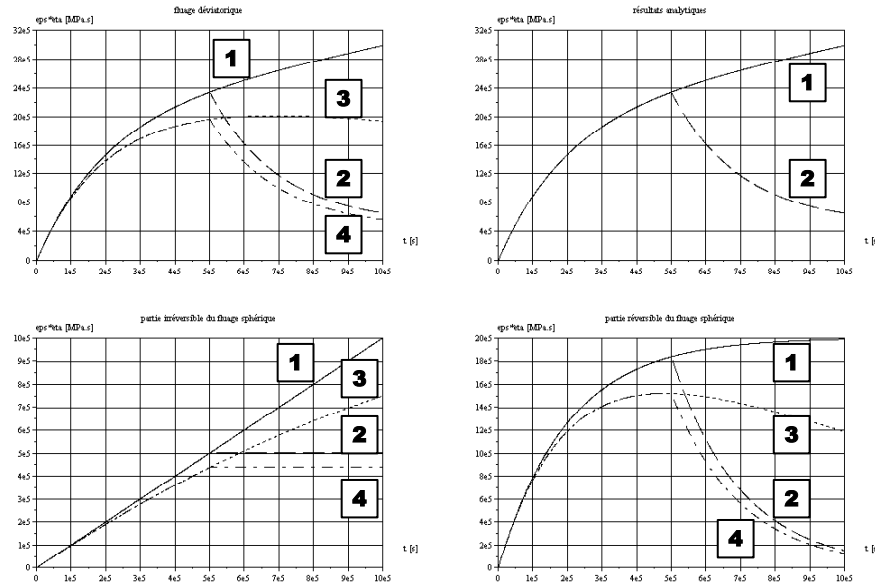 fluage déviatorique
eps*eta [MPa.s]
32e5
28e5
24e5
20e5
16e5
12e5
0e5
4e5
0
0 1e5 2e5 3e5 4e5 5e5 6e5 7e5 8e5 9e5 10e5
t [s]
1
3
2
4
résultats analytiques
eps*eta [MPa.s]
32e5
28e5
24e5
20e5
16e5
12e5
0e5
4e5
0
0 1e5 2e5 3e5 4e5 5e5 6e5 7e5 8e5 9e5 10e5
t [s
1
2
partie irréversible du fluage sphérique
eps*eta [MPa.s]
10e5
9e5
8e5
7e5
6e5
5e5
4e5
3e5
2e5
1e5
0
0 1e5 2e5 3e5 4e5 5e5 6e5 7e5 8e5 9e5 10e5
t [s]
1
3
2
4
partie réversible du fluage sphérique
eps*eta [MPa.s]
20e5
18e5
16e5
14e5
12e5
10e5
8e5
6e5
4e5
2e5
0
0 1e5 2e5 3e5 4e5 5e5 6e5 7e5 8e5 9e5 10e5
t [s
1
3
2
4